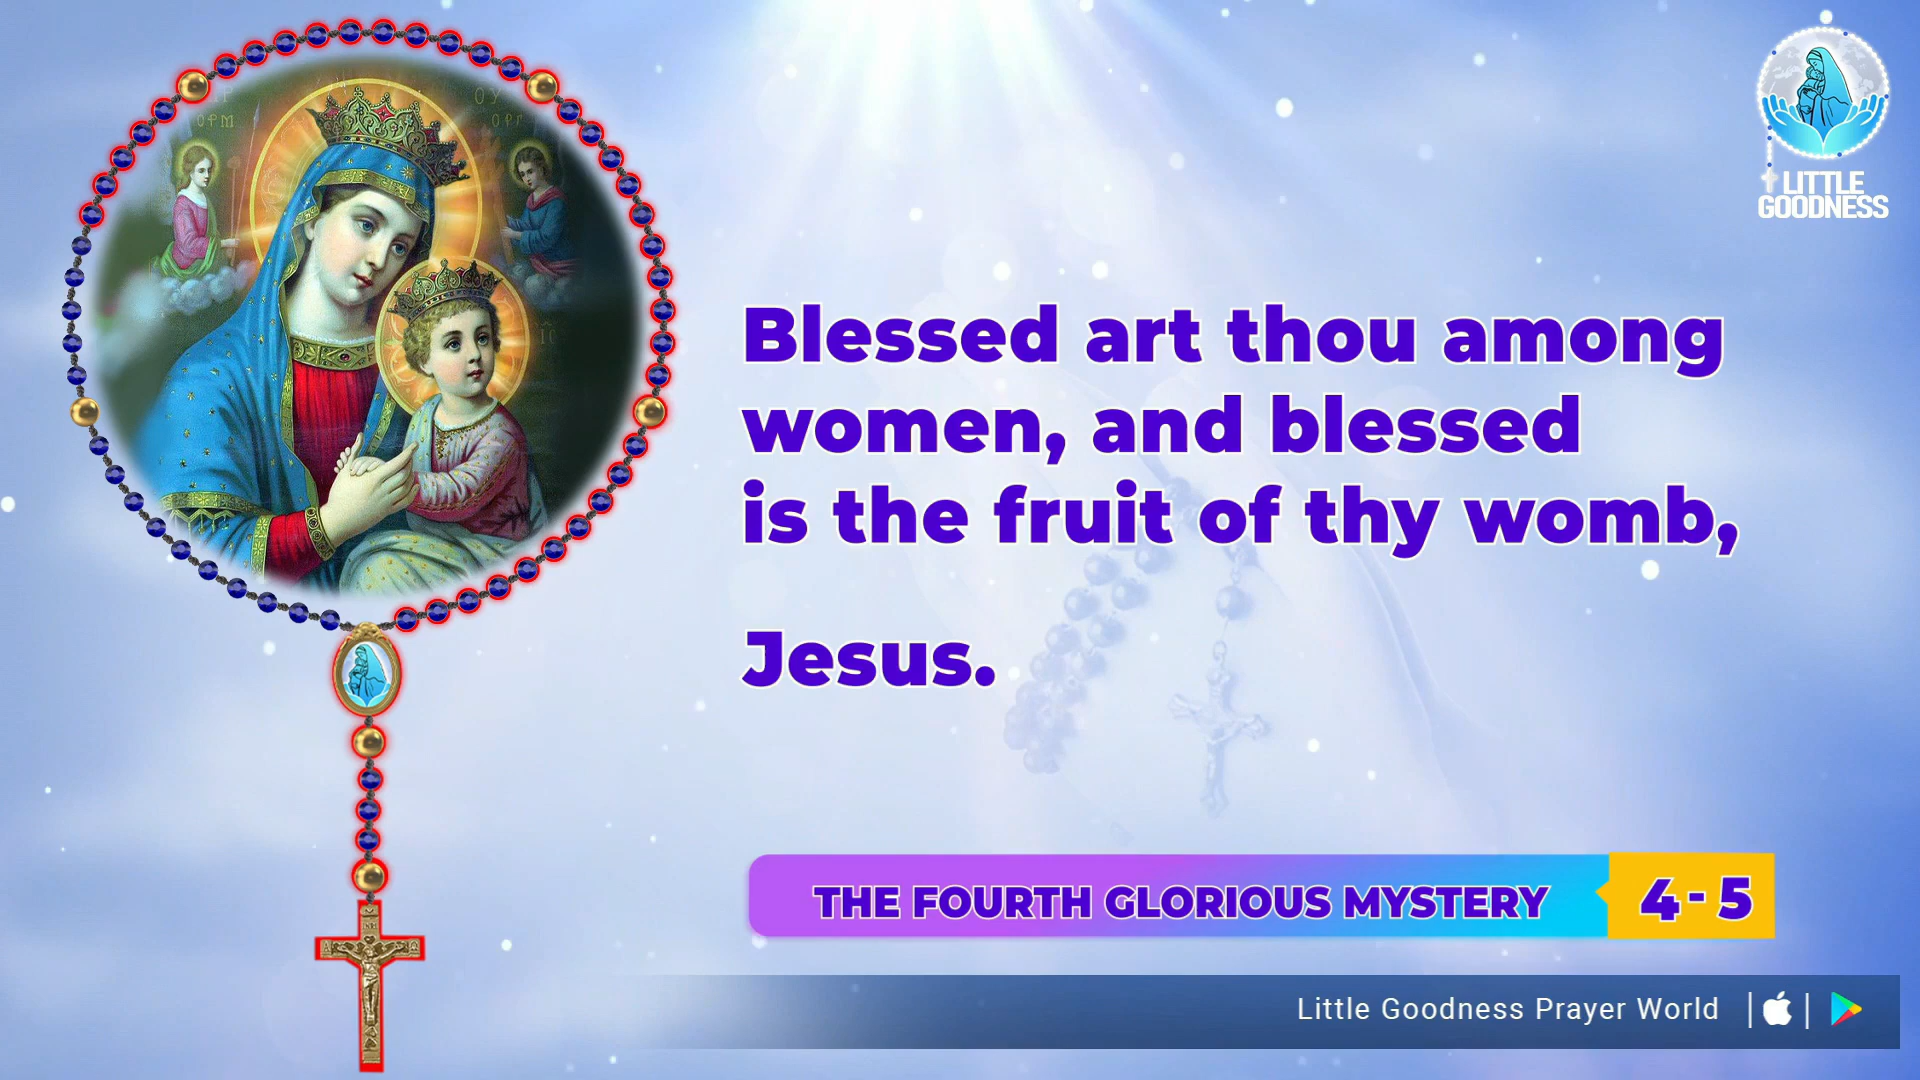 LITTLE
GOODNESS
Blessed art thou among
women, and blessed
is the fruit of thy womb,
Jesus.
THE FOURTH GLORIOUS MYSTERY
4 - 5
Little Goodness Prayer World